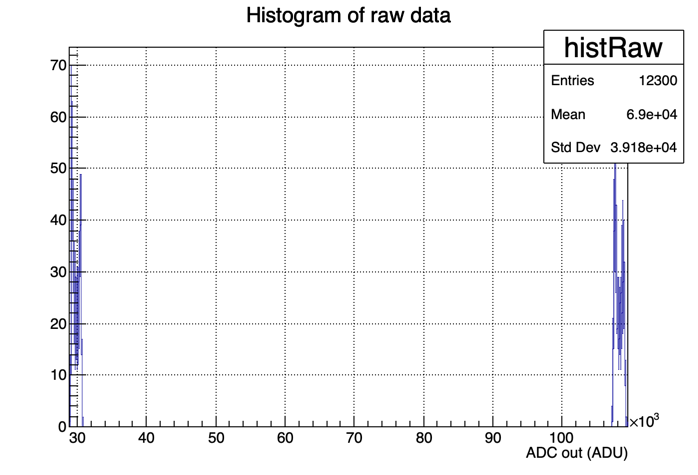 Histogram of raw data
histRaw
Entries 12300
Mean 6.9e+04
Std Dev 3.918e+04
70
60
50
40
30
20
10
0
30 40 50 60 70 80 90 100
×10³
ADC out (ADU)